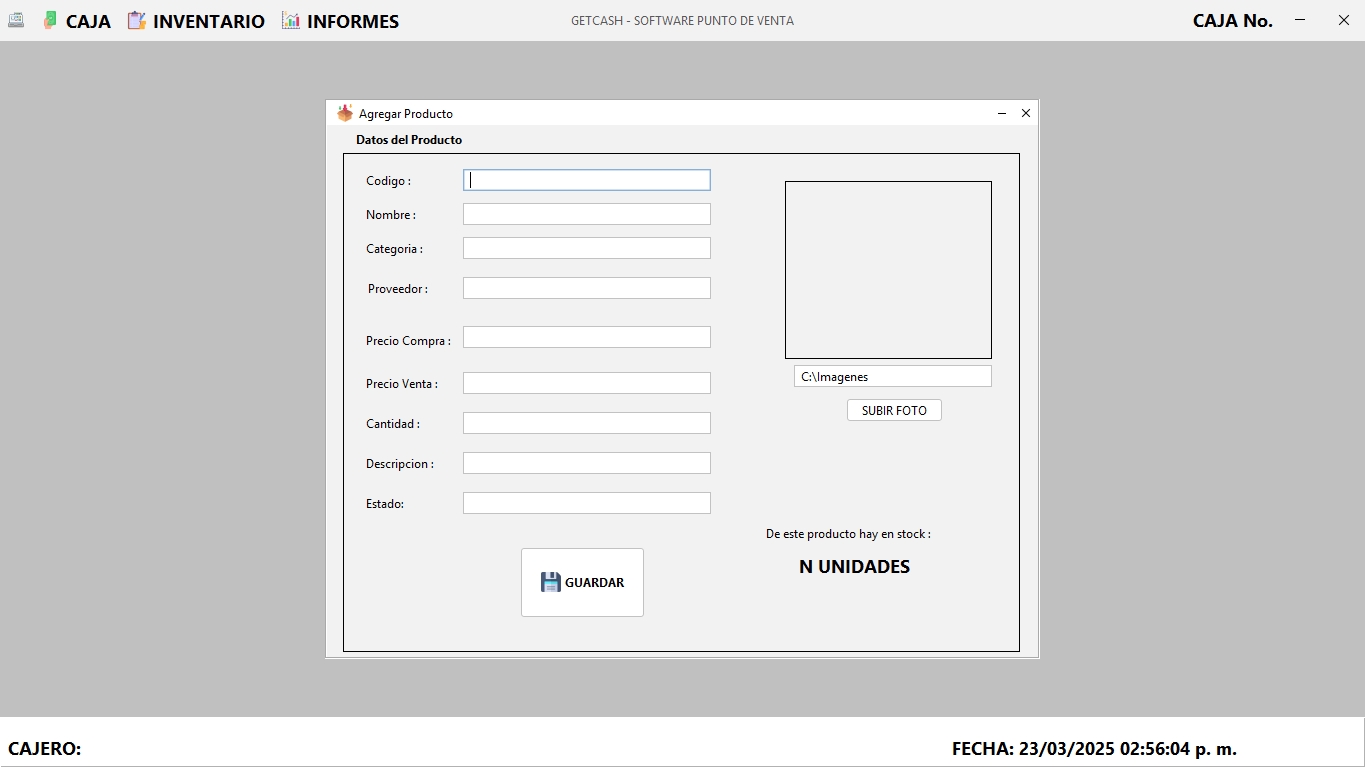 CAJA INVENTARIO INFORMES GETCASH - SOFTWARE PUNTO DE VENTA CAJA No.
Agregar Producto
Datos del Producto
Codigo :
Nombre :
Categoria :
Proveedor :
Precio Compra :
Precio Venta :
Cantidad :
Descripcion :
Estado:
GUARDAR
C:\Imagenes
SUBIR FOTO
De este producto hay en stock :
N UNIDADES
CAJERO: FECHA: 23/03/2025 02:56:04 p. m.